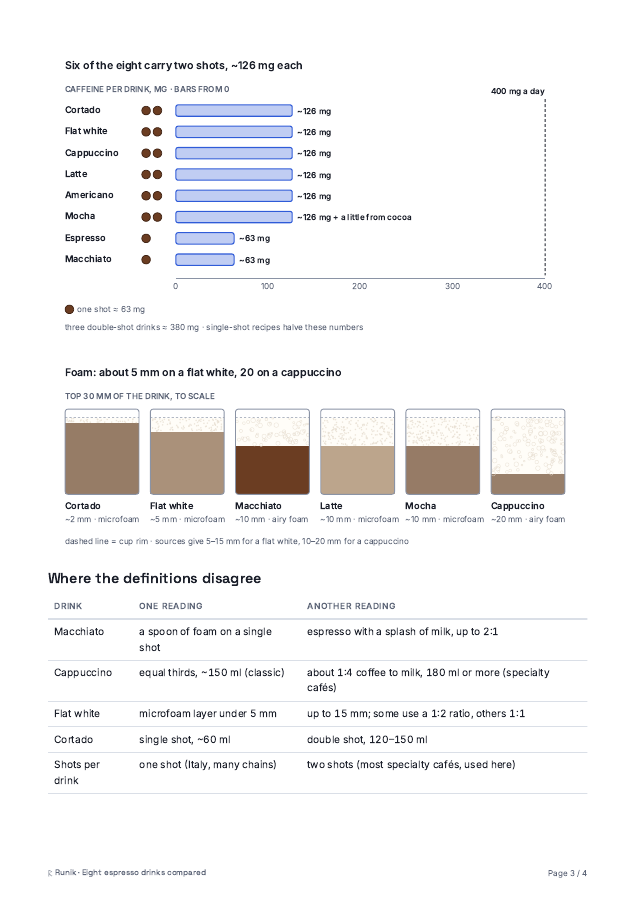 Six of the eight carry two shots, ~126 mg each
CAFFEINE PER DRINK, MG · BARS FROM 0
400 mg a day
Cortado ~126 mg
Flat white ~126 mg
Cappuccino ~126 mg
Latte ~126 mg
Americano ~126 mg
Mocha ~126 mg + a little from cocoa
Espresso ~63 mg
Macchiato ~63 mg
0 100 200 300 400
one shot ≈ 63 mg
three double-shot drinks ≈ 380 mg · single-shot recipes halve these numbers
Foam: about 5 mm on a flat white, 20 on a cappuccino
TOP 30 MM OF THE DRINK, TO SCALE
Cortado Flat white Macchiato Latte Mocha Cappuccino
~2 mm · microfoam ~5 mm · microfoam ~10 mm · airy foam ~10 mm · microfoam ~10 mm · microfoam ~20 mm · airy foam
dashed line = cup rim · sources give 5–15 mm for a flat white, 10–20 mm for a cappuccino
Where the definitions disagree
DRINK ONE READING ANOTHER READING
Macchiato a spoon of foam on a single espresso with a splash of milk, up to 2:1
shot
Cappuccino equal thirds, ~150 ml (classic) about 1:4 coffee to milk, 180 ml or more (specialty
cafés)
Flat white microfoam layer under 5 mm up to 15 mm; some use a 1:2 ratio, others 1:1
Cortado single shot, ~60 ml double shot, 120–150 ml
Shots per one shot (Italy, many chains) two shots (most specialty cafés, used here)
drink
Runik · Eight espresso drinks compared Page 3 / 4